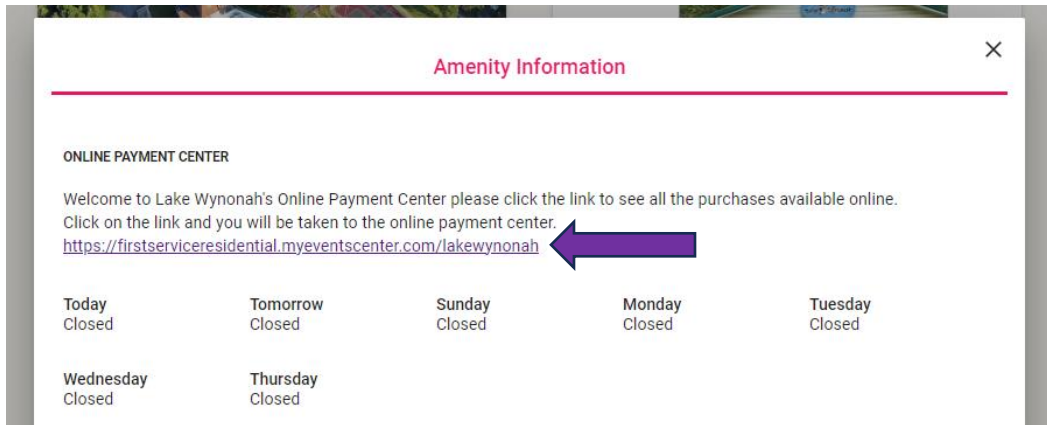 Amenity Information
ONLINE PAYMENT CENTER
Welcome to Lake Wynonah's Online Payment Center please click the link to see all the purchases available online.
Click on the link and you will be taken to the online payment center.
https://firstserviceresidential.myeventscenter.com/lakewynonah
Today Tomorrow Sunday Monday Tuesday
Closed Closed Closed Closed Closed
Wednesday Thursday
Closed Closed